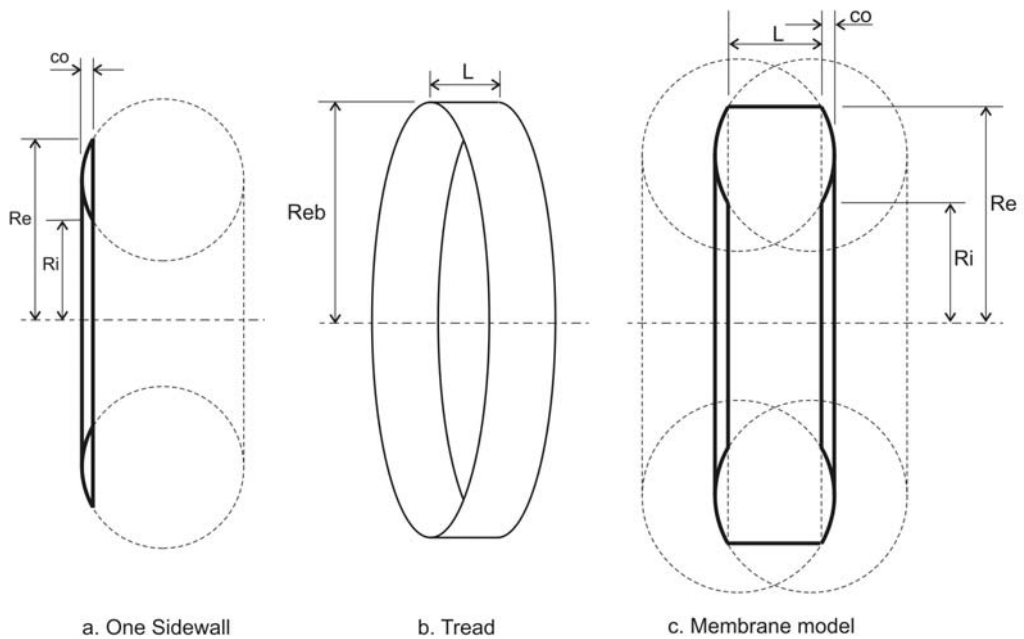 co
L
co
L
Re
Ri
Reb
Re
Ri
a. One Sidewall
b. Tread
c. Membrane model